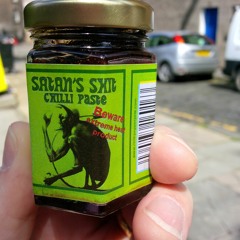 SATAN'S SHIT
CHILLI PASTE
Beware
extreme heat
product